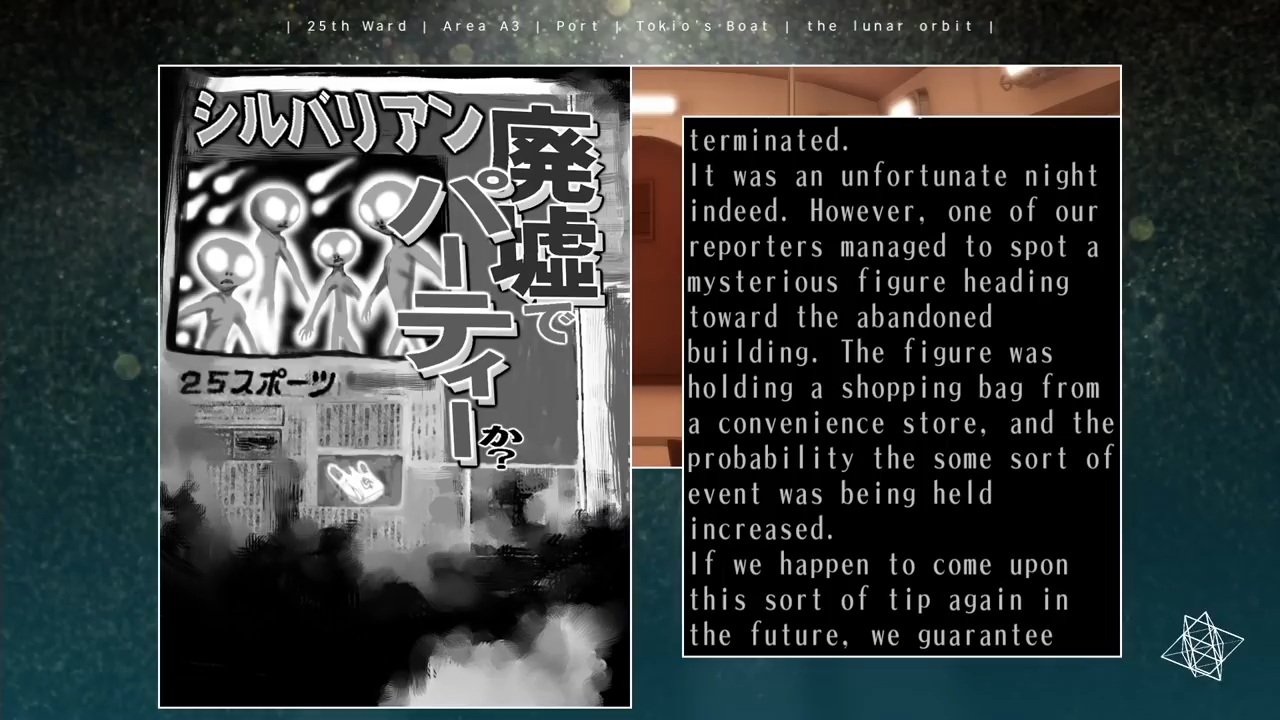 | 25th Ward | Area A3 | Port | Tokio's Boat | the lunar orbit |
シルバリアン
廃墟で
パーティーか?
25スポーツ
terminated.
It was an unfortunate night
indeed. However, one of our
reporters managed to spot a
mysterious figure heading
toward the abandoned
building. The figure was
holding a shopping bag from
a convenience store, and the
probability the some sort of
event was being held
increased.
If we happen to come upon
this sort of tip again in
the future, we guarantee